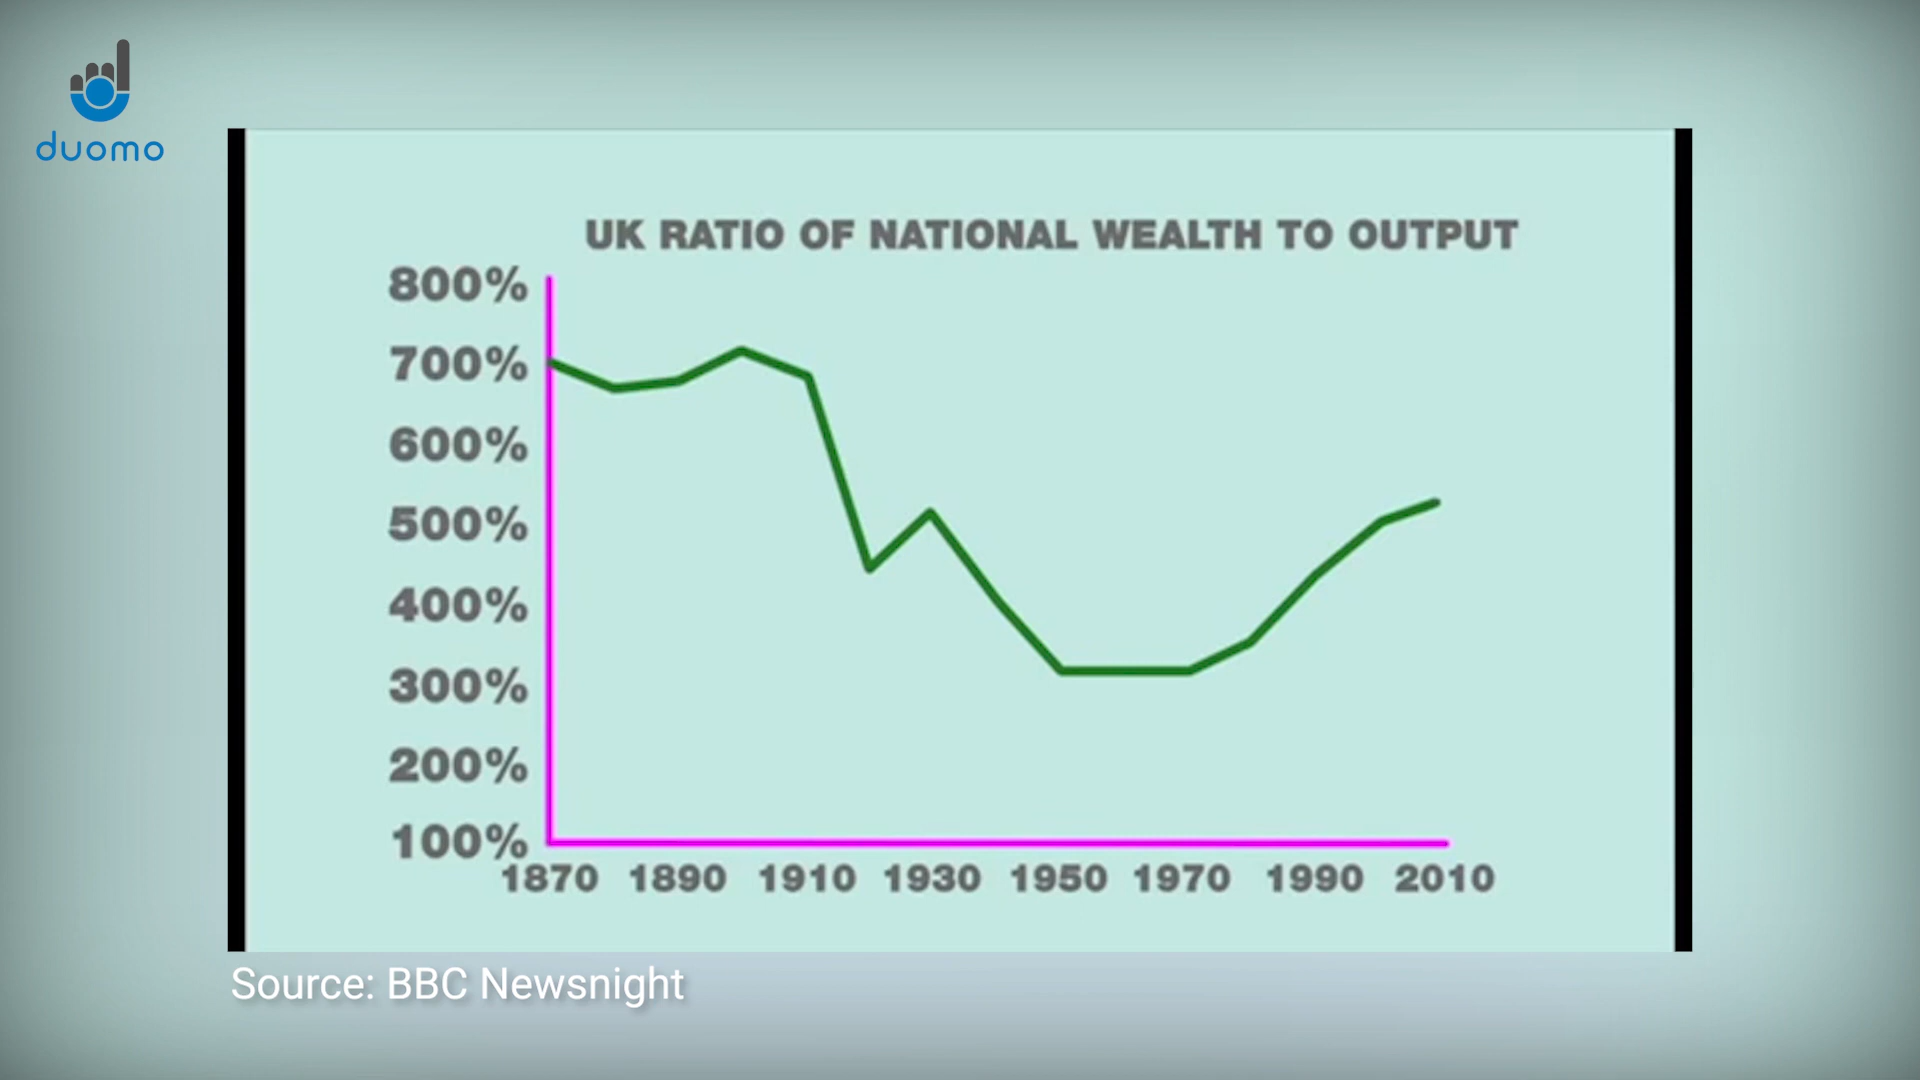 duomo
UK RATIO OF NATIONAL WEALTH TO OUTPUT
800%
700%
600%
500%
400%
300%
200%
100%
1870 1890 1910 1930 1950 1970 1990 2010
Source: BBC Newsnight